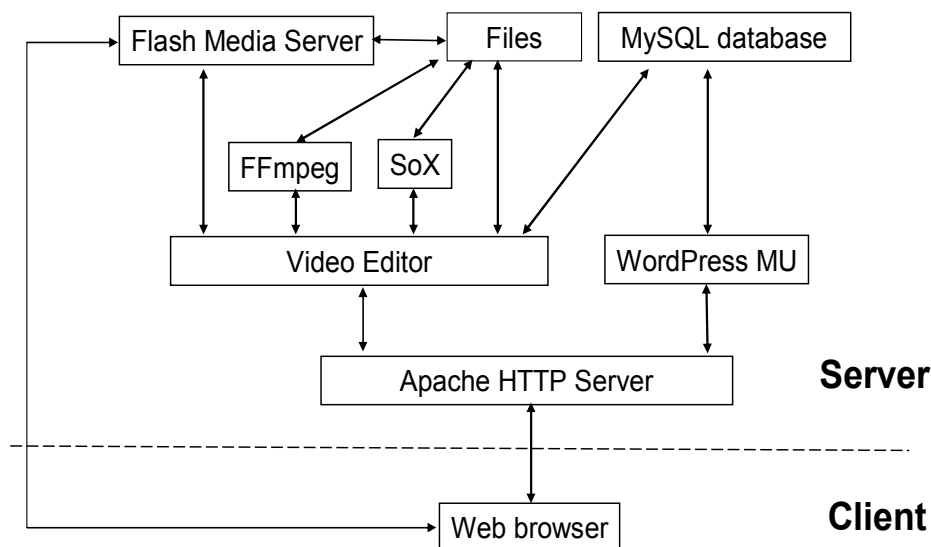 Flash Media Server
Files
MySQL database
FFmpeg
SoX
Video Editor
WordPress MU
Apache HTTP Server
Server
Web browser
Client